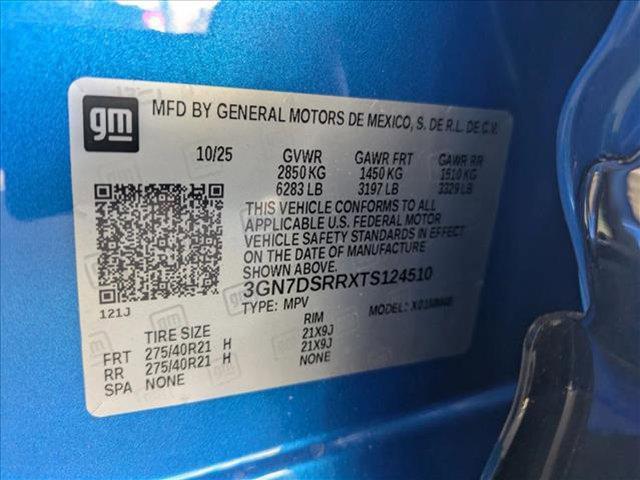 gm
MFD BY GENERAL MOTORS DE MEXICO, S. DE R.L. DE C.V.
10/25 GVWR GAWR FRT GAWR RR
2850 KG 1450 KG 1510 KG
6283 LB 3197 LB 3329 LB
THIS VEHICLE CONFORMS TO ALL
APPLICABLE U.S. FEDERAL MOTOR
VEHICLE SAFETY STANDARDS IN EFFECT
ON THE DATE OF MANUFACTURE
SHOWN ABOVE.
3GN7DSRRXTS124510
121J
TYPE: MPV MODEL:
TIRE SIZE RIM
FRT 275/40R21 H 21X9J
RR 275/40R21 H 21X9J
SPA NONE NONE